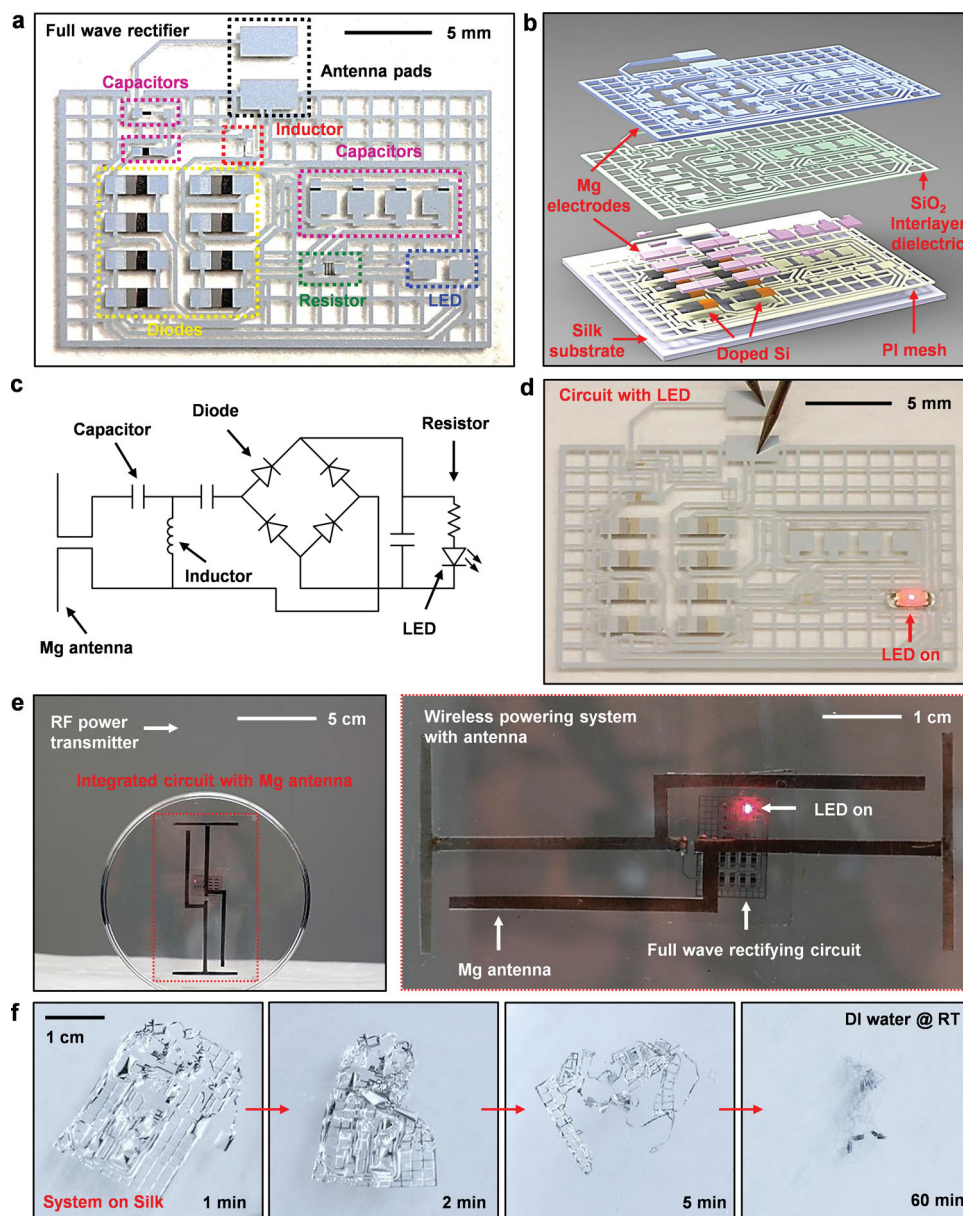 a
Full wave rectifier
5 mm
Capacitors
Antenna pads
Inductor
Capacitors
Resistor
LED
Diodes
b
Mg
electrodes
SiO2
Interlayer
dielectric
Silk
substrate
Doped Si
PI mesh
c
Diode
Capacitor
Resistor
Inductor
LED
Mg antenna
d
Circuit with LED
5 mm
LED on
e
RF power
transmitter
5 cm
Integrated circuit with Mg antenna
Wireless powering system
with antenna
1 cm
LED on
Mg antenna
Full wave rectifying circuit
f
1 cm
DI water @ RT
System on Silk
1 min
2 min
5 min
60 min